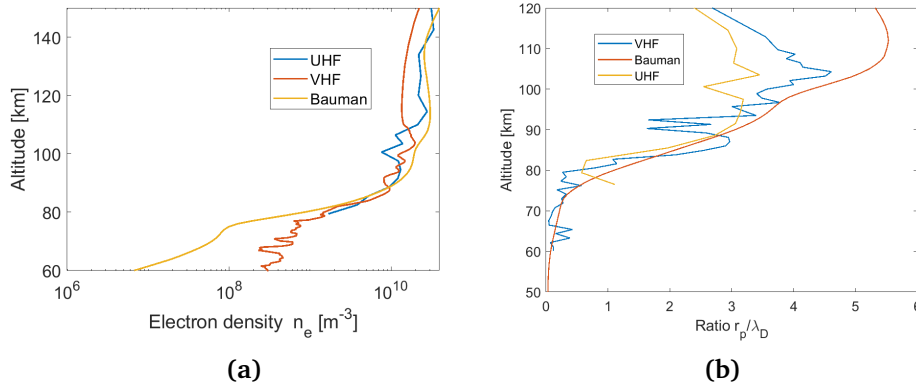 140
120
100
80
60
Altitude [km]
UHF
VHF
Bauman
10^6
10^8
10^10
Electron density n_e [m^-3]
(a)
120
110
100
90
80
70
60
50
Altitude [km]
VHF
Bauman
UHF
0
1
2
3
4
5
6
Ratio r_p/λ_D
(b)